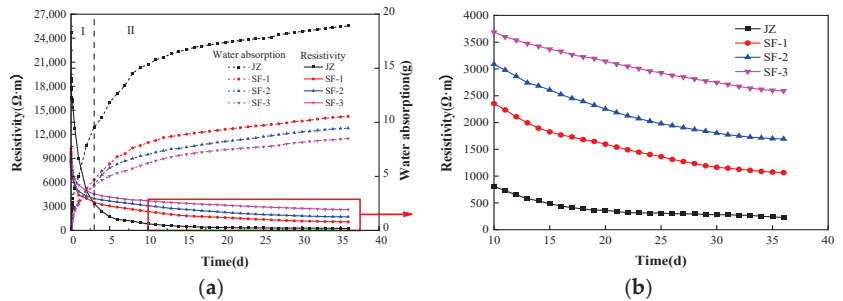 27,000
24,000
21,000
18,000
15,000
12,000
9000
6000
3000
0
Resistivity(Ω·m)
I II
Water absorption Resistivity
JZ JZ
SF-1 SF-1
SF-2 SF-2
SF-3 SF-3
20
15
10
5
0
Water absorption(g)
0 5 10 15 20 25 30 35 40
Time(d)
(a)
4000
3500
3000
2500
2000
1500
1000
500
0
Resistivity(Ω·m)
JZ
SF-1
SF-2
SF-3
10 15 20 25 30 35 40
Time(d)
(b)